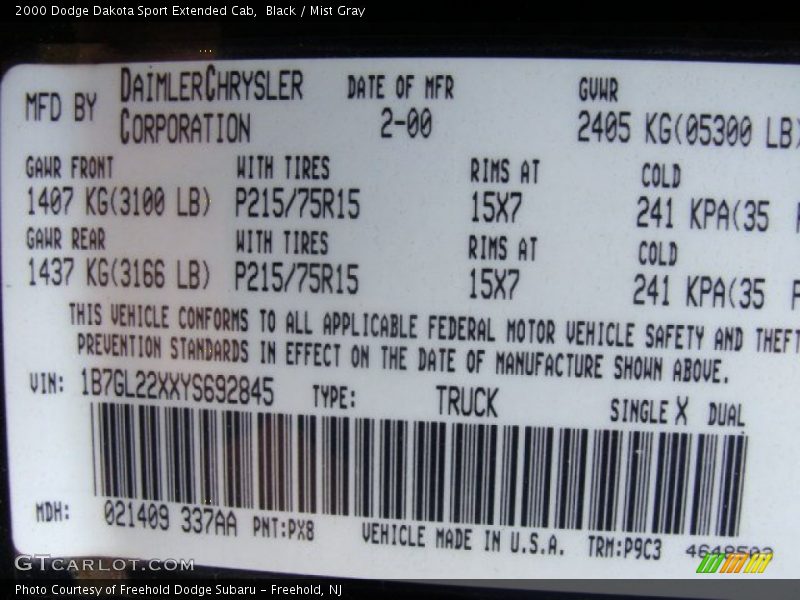 2000 Dodge Dakota Sport Extended Cab,  Black / Mist Gray
MFD BY DAIMLERCHRYSLER CORPORATION DATE OF MFR 2-00 GVWR 2405 KG(05300 LB)
GAWR FRONT WITH TIRES RIMS AT COLD
1407 KG(3100 LB) P215/75R15 15X7 241 KPA(35
GAWR REAR WITH TIRES RIMS AT COLD
1437 KG(3166 LB) P215/75R15 15X7 241 KPA(35
THIS VEHICLE CONFORMS TO ALL APPLICABLE FEDERAL MOTOR VEHICLE SAFETY AND THEFT
PREVENTION STANDARDS IN EFFECT ON THE DATE OF MANUFACTURE SHOWN ABOVE.
VIN: 1B7GL22XXYS692845 TYPE: TRUCK SINGLE X DUAL
MDH: 021409 337AA PNT:PX8 VEHICLE MADE IN U.S.A. TRM:P9C3
GTCARLOT.COM
Photo Courtesy of Freehold Dodge Subaru - Freehold, NJ